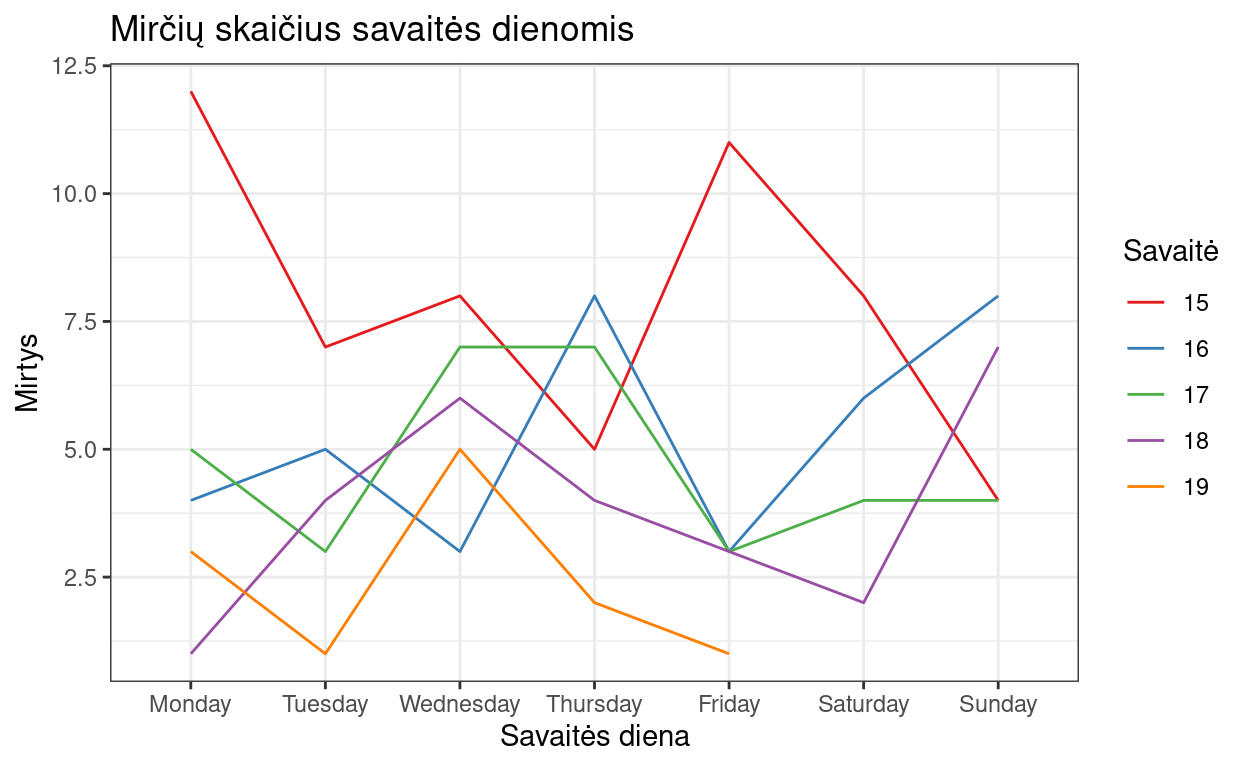 Mirčių skaičius savaitės dienomis
12.5
10.0
7.5
5.0
2.5
Mirtys
Monday Tuesday Wednesday Thursday Friday Saturday Sunday
Savaitės diena
Savaitė
15
16
17
18
19